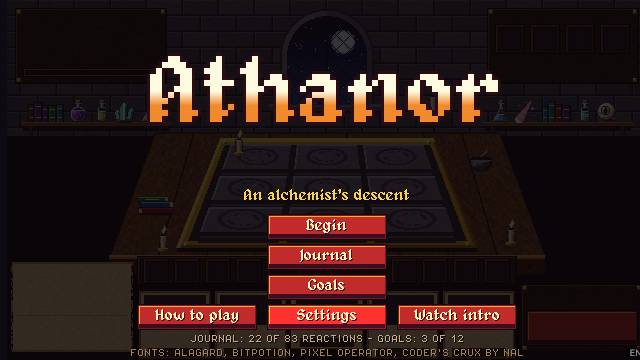 Athanor
An alchemist's descent
Begin
Journal
Goals
How to play Settings Watch intro
JOURNAL: 22 OF 83 REACTIONS - GOALS: 3 OF 12
FONTS: ALAGARD, BITPOTION, PIXEL OPERATOR, CODER'S CRUX BY NAL